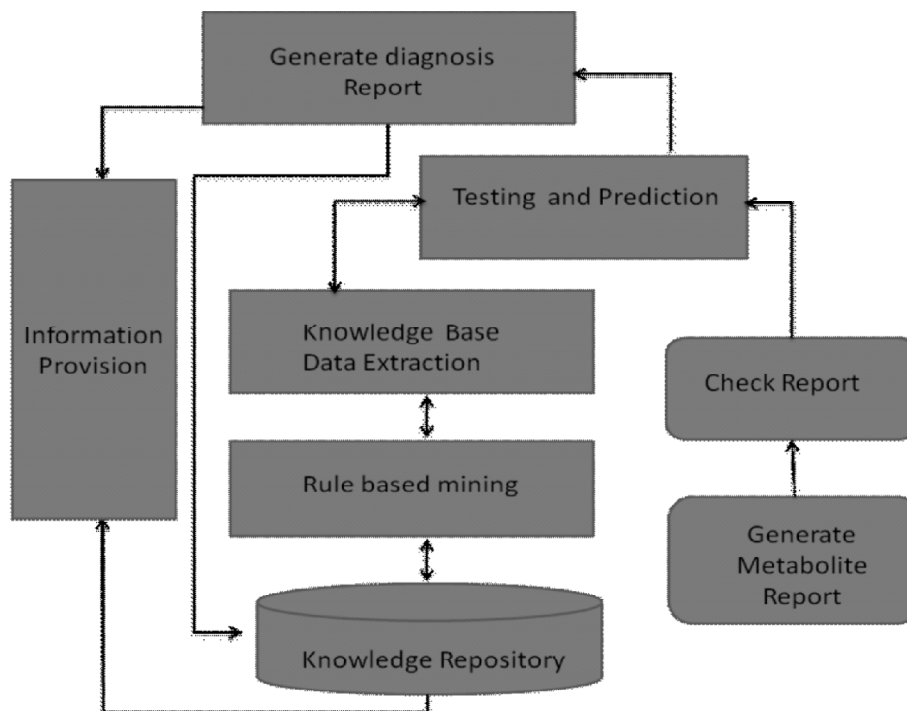 Generate diagnosis
Report
Testing and Prediction
Information
Provision
Knowledge Base
Data Extraction
Check Report
Rule based mining
Generate
Metabolite
Report
Knowledge Repository